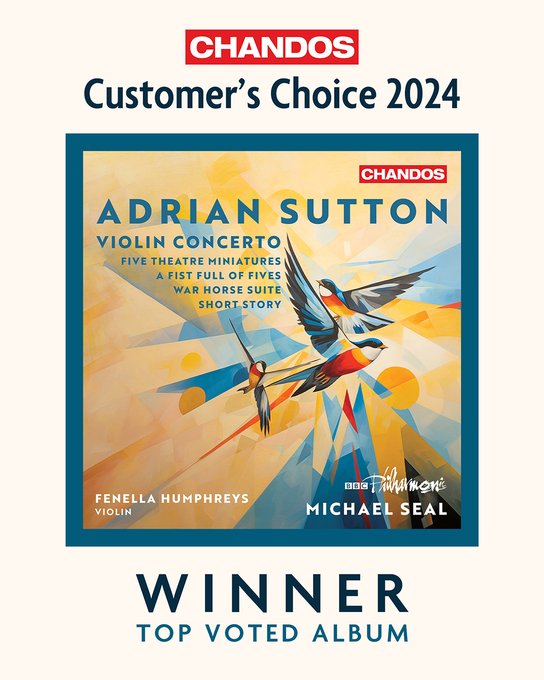 CHANDOS
Customer's Choice 2024
CHANDOS
ADRIAN SUTTON
VIOLIN CONCERTO
FIVE THEATRE MINIATURES
A FIST FULL OF FIVES
WAR HORSE SUITE
SHORT STORY
FENELLA HUMPHREYS
VIOLIN
BBC Philharmonic
MICHAEL SEAL
WINNER
TOP VOTED ALBUM